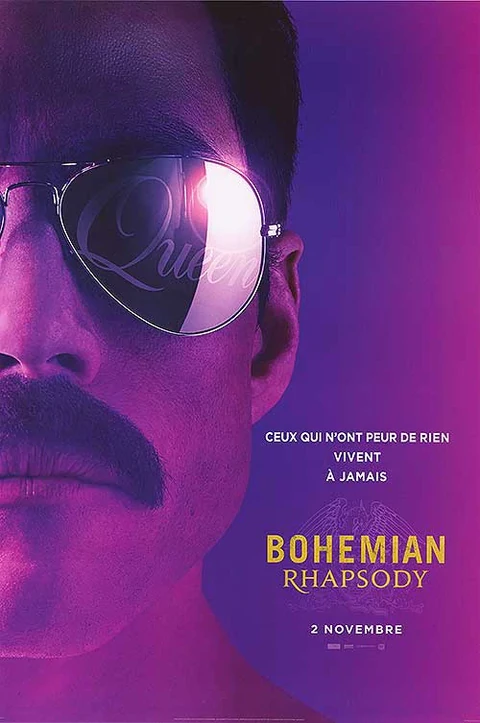 Queen
CEUX QUI N'ONT PEUR DE RIEN
VIVENT
À JAMAIS
BOHEMIAN
RHAPSODY
2 NOVEMBRE